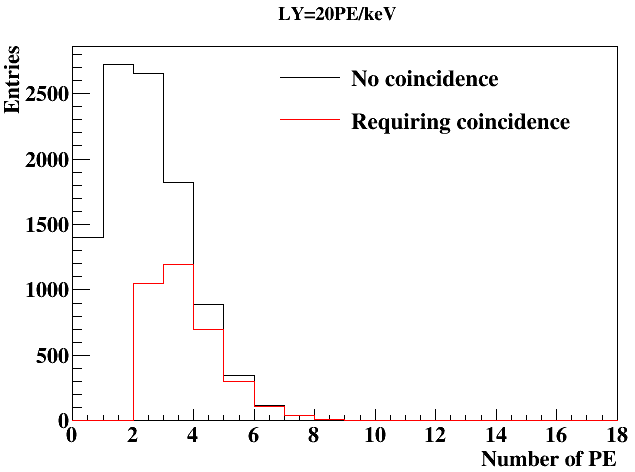 LY=20PE/keV
Entries
No coincidence
Requiring coincidence
2500
2000
1500
1000
500
0
0 2 4 6 8 10 12 14 16 18
Number of PE